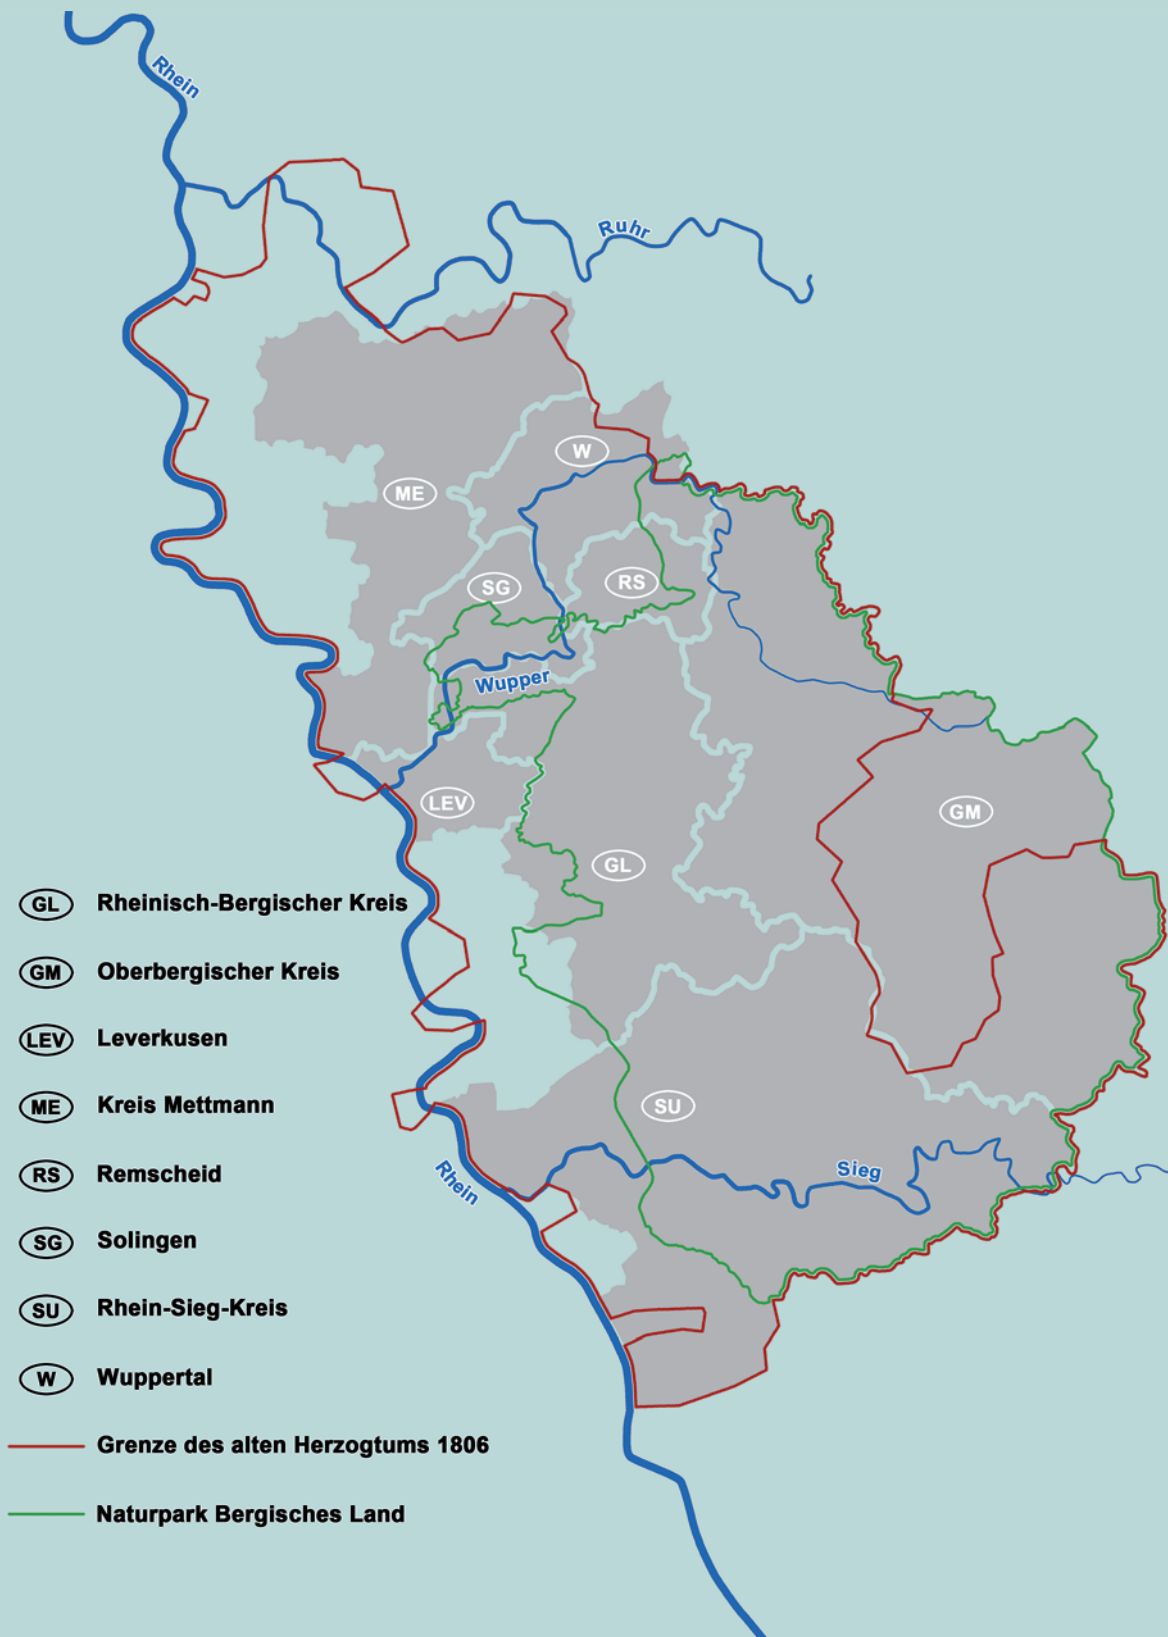 Rhein
Ruhr
W
ME
SG
RS
Wupper
LEV
GM
GL
GL Rheinisch-Bergischer Kreis
GM Oberbergischer Kreis
LEV Leverkusen
ME Kreis Mettmann
SU
RS Remscheid
Rhein
Sieg
SG Solingen
SU Rhein-Sieg-Kreis
W Wuppertal
Grenze des alten Herzogtums 1806
Naturpark Bergisches Land